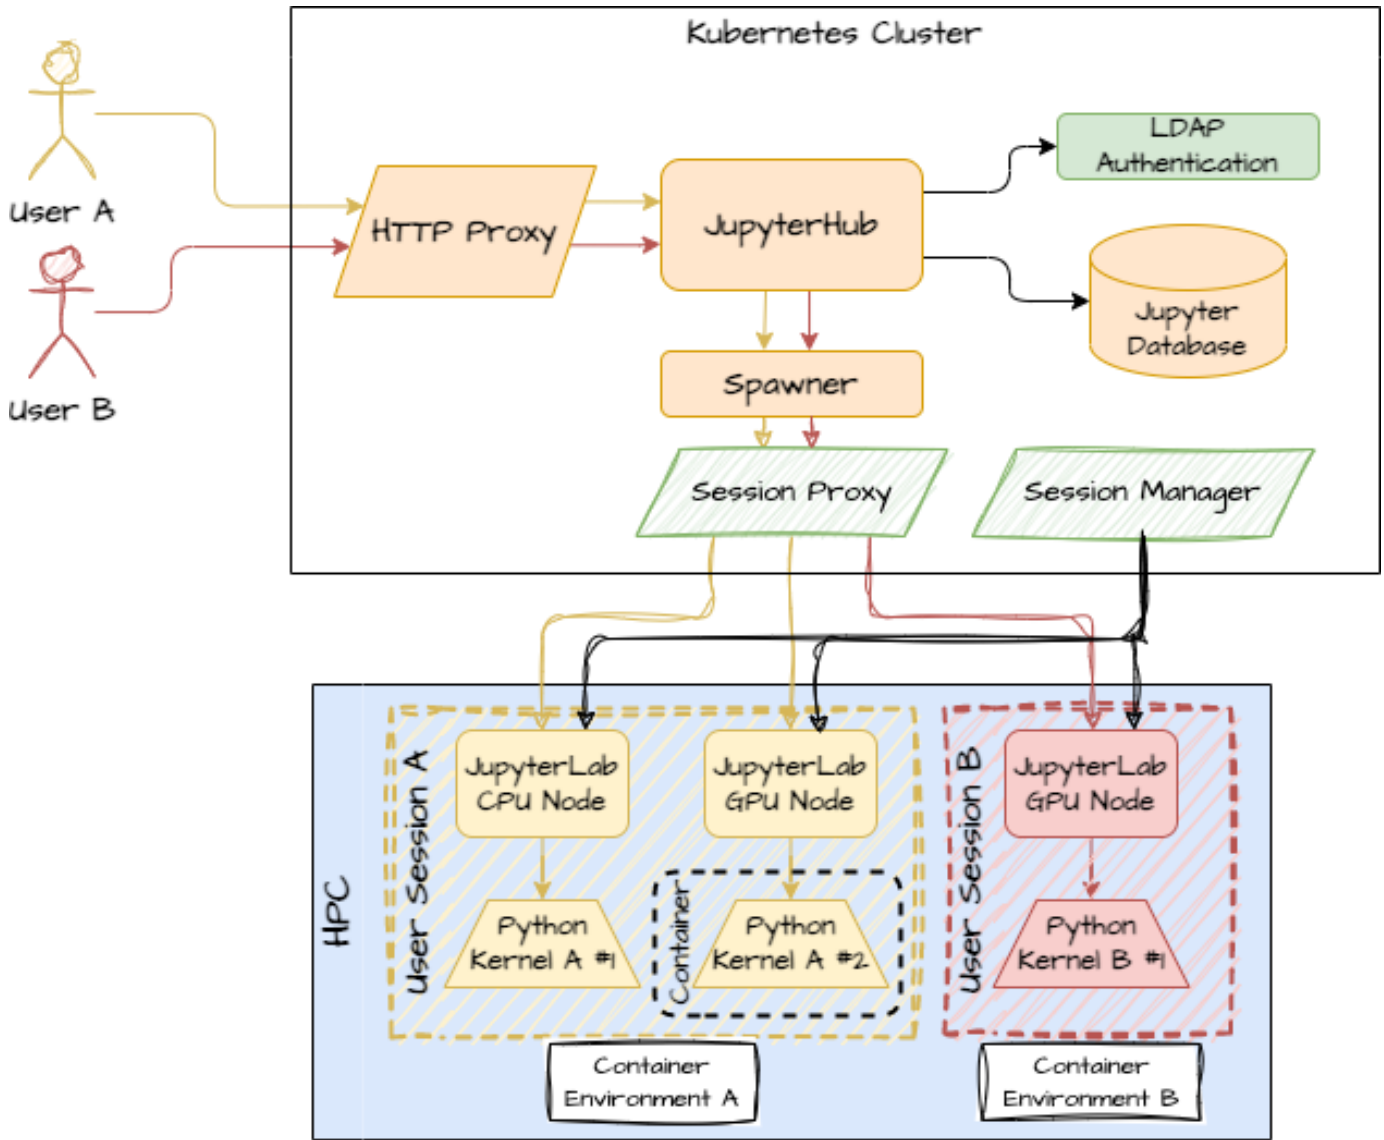 Kubernetes Cluster
User A
User B
HTTP Proxy
JupyterHub
LDAP
Authentication
Jupyter
Database
Spawner
Session Proxy
Session Manager
HPC
User Session A
JupyterLab
CPU Node
JupyterLab
GPU Node
Python
Kernel A #1
Container
Python
Kernel A #2
User Session B
JupyterLab
GPU Node
Python
Kernel B #1
Container
Environment A
Container
Environment B